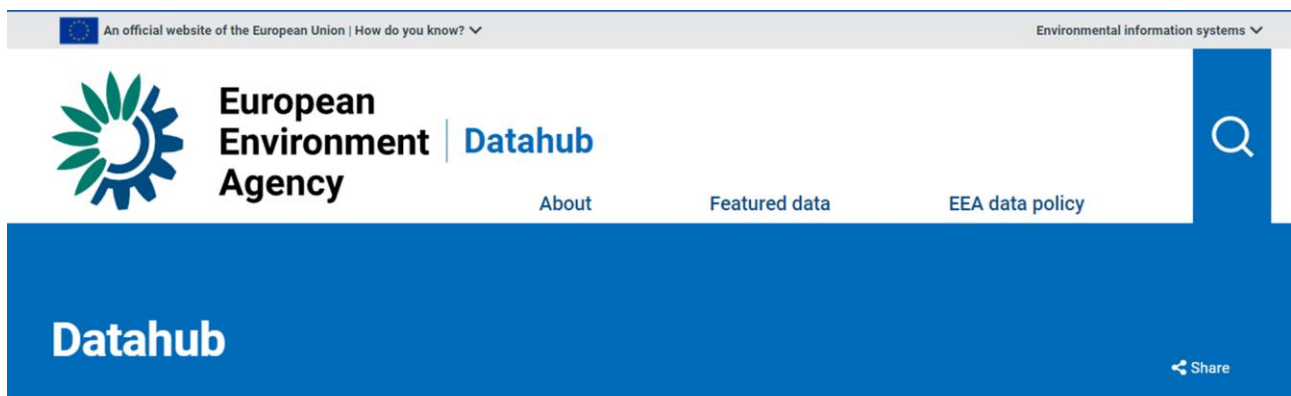 An official website of the European Union | How do you know?
Environmental information systems
European
Environment
Agency
Datahub
About
Featured data
EEA data policy
Datahub
Share